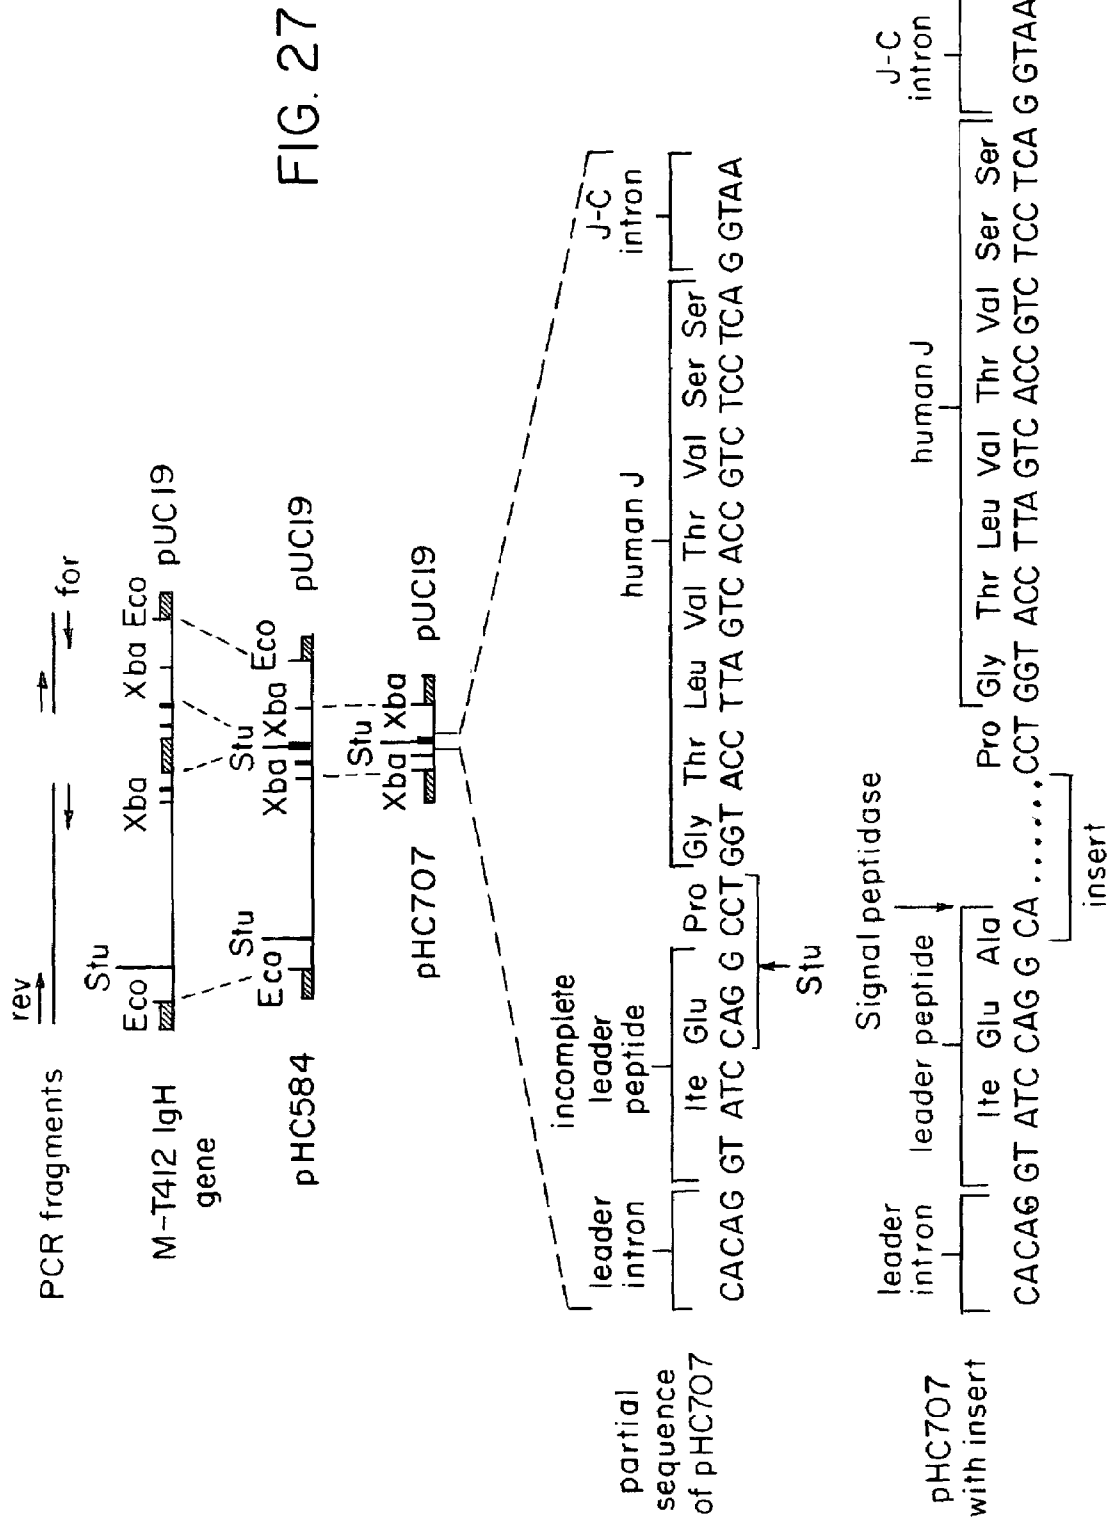 FIG. 27
PCR fragments
rev
for
M-T412 IgH
gene
Eco
Stu
Xba
Xba
Eco
pUC19
pHC584
Eco
Stu
Xba
Stu
Xba
Eco
pUC19
pHC707
Xba
Stu
Xba
pUC19
partial
sequence
of pHC707
leader
intron
incomplete
leader
peptide
human J
J-C
intron
Ite Glu Pro Gly Thr Leu Val Thr Val Ser Ser
CACAG GT ATC CAG G CCT GGT ACC TTA GTC ACC GTC TCC TCA G GTAA
Stu
pHC707
with insert
leader
intron
leader peptide
Signal peptidase
human J
J-C
intron
Ite Glu Ala Pro Gly Thr Leu Val Thr Val Ser Ser
CACAG GT ATC CAG G CA ...... CCT GGT ACC TTA GTC ACC GTC TCC TCA G GTAA
insert